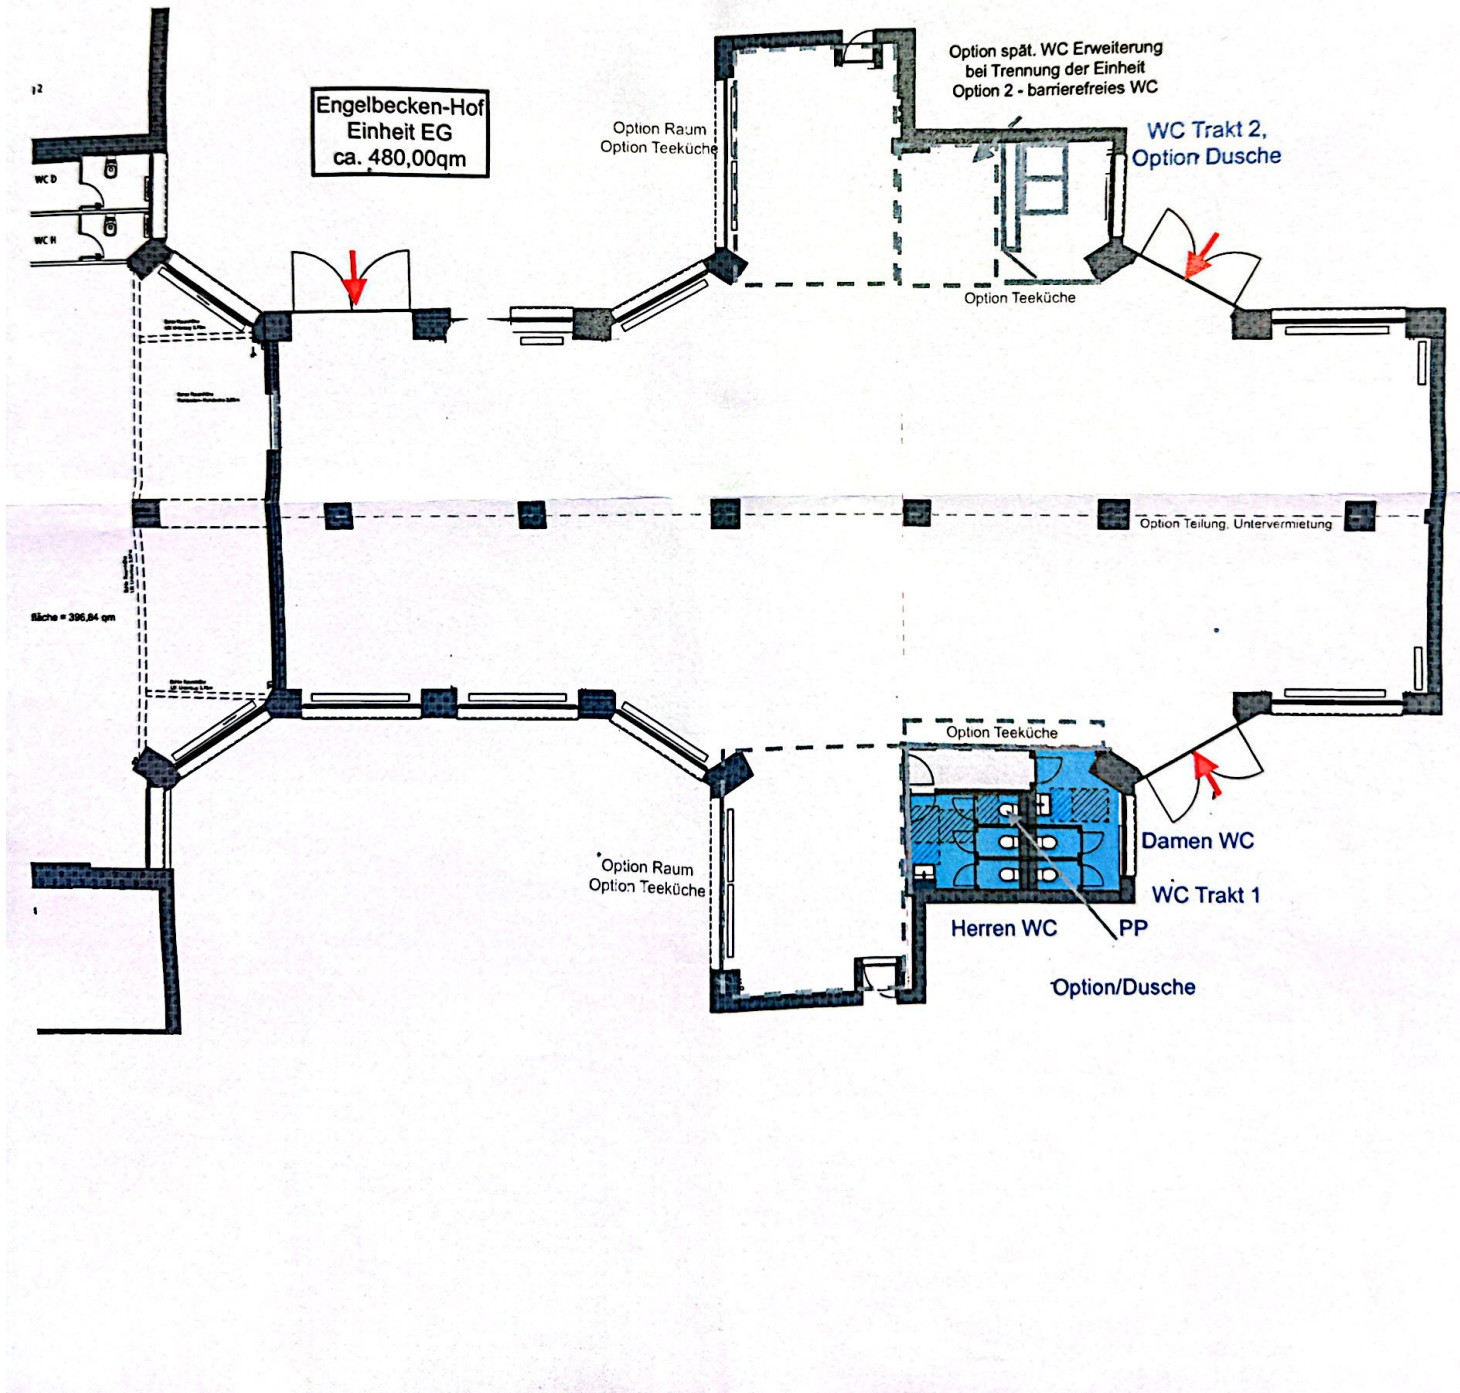 12
Engelbecken-Hof
Einheit EG
ca. 480,00qm
Option Raum
Option Teeküche
Option spät. WC Erweiterung
bei Trennung der Einheit
Option 2 - barrierefreies WC
WC Trakt 2,
Option Dusche
WC D
WC H
Option Teeküche
Option Teilung, Untervermietung
fläche = 396,84 qm
Option Teeküche
Option Raum
Option Teeküche
Damen WC
WC Trakt 1
Herren WC
PP
Option/Dusche